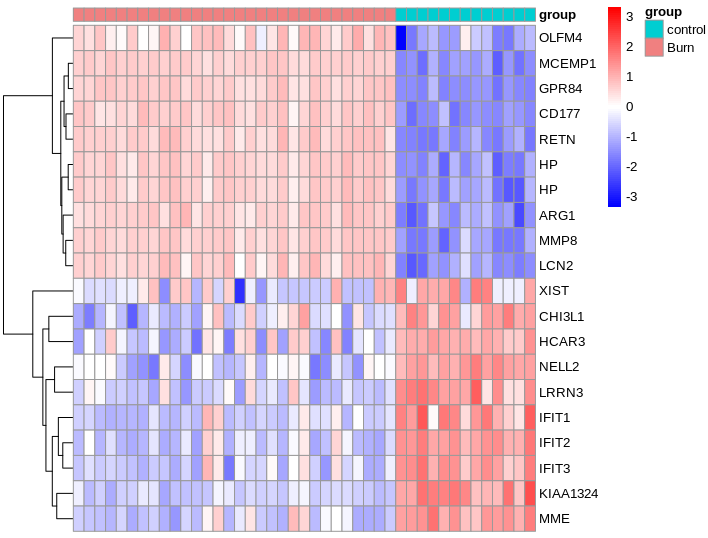 group
OLFM4
MCEMP1
GPR84
CD177
RETN
HP
HP
ARG1
MMP8
LCN2
XIST
CHI3L1
HCAR3
NELL2
LRRN3
IFIT1
IFIT2
IFIT3
KIAA1324
MME
3
2
1
0
-1
-2
-3
group
control
Burn